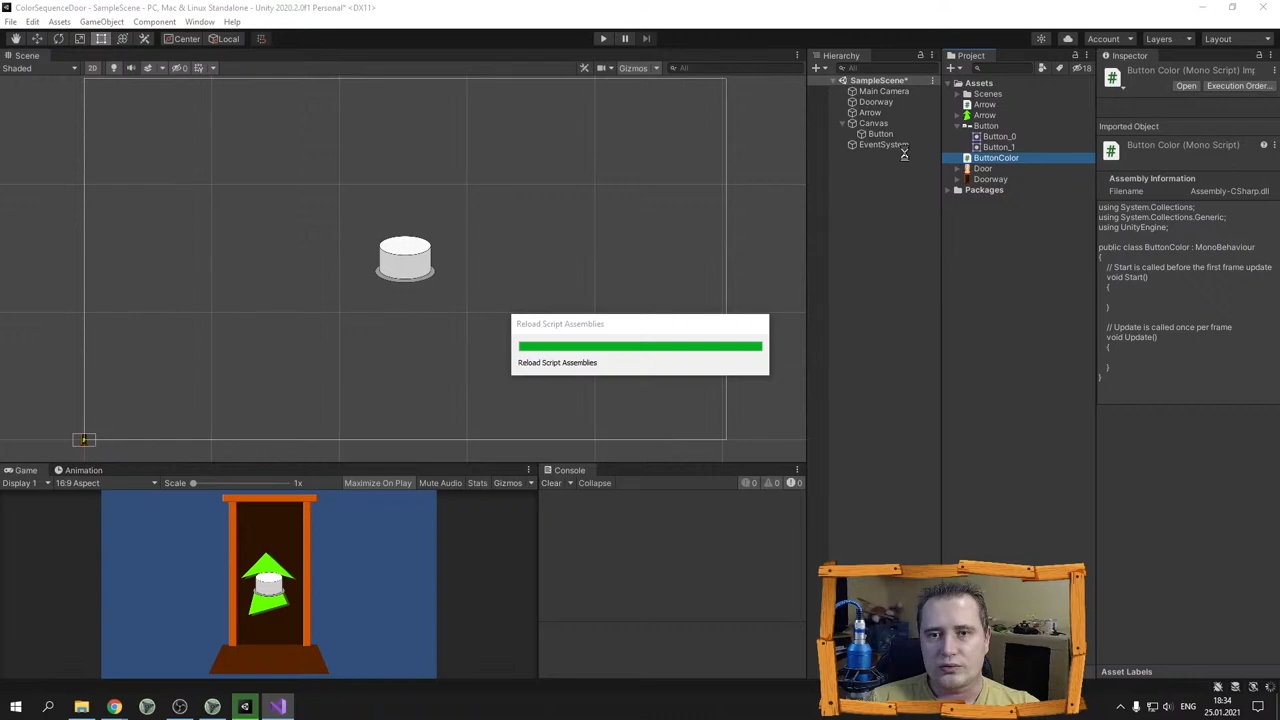 ColorSequenceDoor - SampleScene - PC, Mac & Linux Standalone - Unity 2020.2.0f1 Personal* <DX11>
File Edit Assets GameObject Component Window Help
Center Local Account Layers Layout
Scene Hierarchy Project Inspector
Shaded 2D 0 Gizmos All All 18
SampleScene*
Main Camera
Doorway
Arrow
Canvas
Button
EventSystem
Assets
Scenes
Arrow
Arrow
Button
Button_0
Button_1
ButtonColor
Door
Doorway
Packages
Button Color (Mono Script) Imp
Open Execution Order...
Imported Object
Button Color (Mono Script)
Assembly Information
Filename Assembly-CSharp.dll
using System.Collections;
using System.Collections.Generic;
using UnityEngine;
public class ButtonColor : MonoBehaviour
{
// Start is called before the first frame update
void Start()
{
}
// Update is called once per frame
void Update()
{
}
}
Reload Script Assemblies
Reload Script Assemblies
Game Animation Console
Display 1 16:9 Aspect Scale 1x Maximize On Play Mute Audio Stats Gizmos Clear Collapse 0 0 0
Asset Labels
18:34
25.01.2021